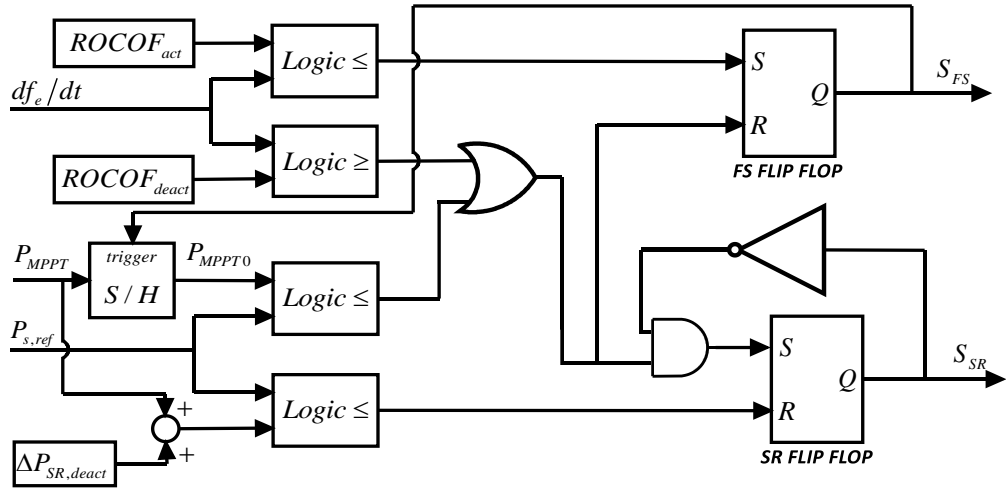 ROCOF_act
Logic ≤
df_e/dt
S
Q
R
S_FS
FS FLIP FLOP
Logic ≥
ROCOF_deact
P_MPPT
trigger
S / H
P_MPPT0
Logic ≤
P_s,ref
Logic ≤
+
+
ΔP_SR,deact
S
Q
R
S_SR
SR FLIP FLOP